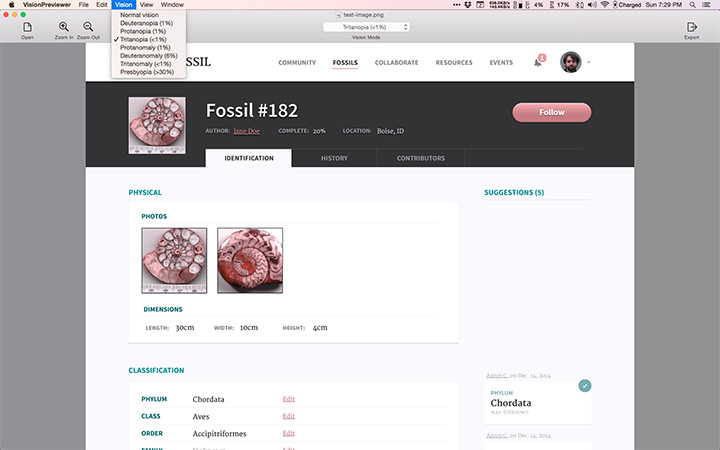 VisionPreviewer File Edit Vision View Window
4% 17% Charged Sun 7:29 PM
test-image.png
Normal vision
Deuteranopia (1%)
Protanopia (1%)
✓ Tritanopia (<1%)
Protanomaly (1%)
Deuteranomaly (6%)
Tritanomaly (<1%)
Presbyopia (>30%)
Tritanopia (<1%)
Open Zoom In Zoom Out Vision Mode Export
SSIL COMMUNITY FOSSILS COLLABORATE RESOURCES EVENTS 1
Fossil #182
Follow
AUTHOR: Jane Doe COMPLETE: 20% LOCATION: Boise, ID
IDENTIFICATION HISTORY CONTRIBUTORS
PHYSICAL
SUGGESTIONS (5)
PHOTOS
DIMENSIONS
LENGTH: 30cm WIDTH: 10cm HEIGHT: 4cm
CLASSIFICATION
Aaron C. on Dec. 14, 2014
PHYLUM Chordata Edit
CLASS Aves Edit
ORDER Accipitriformes Edit
PHYLUM
Chordata
was: Unknown
Aaron C. on Dec. 14, 2014